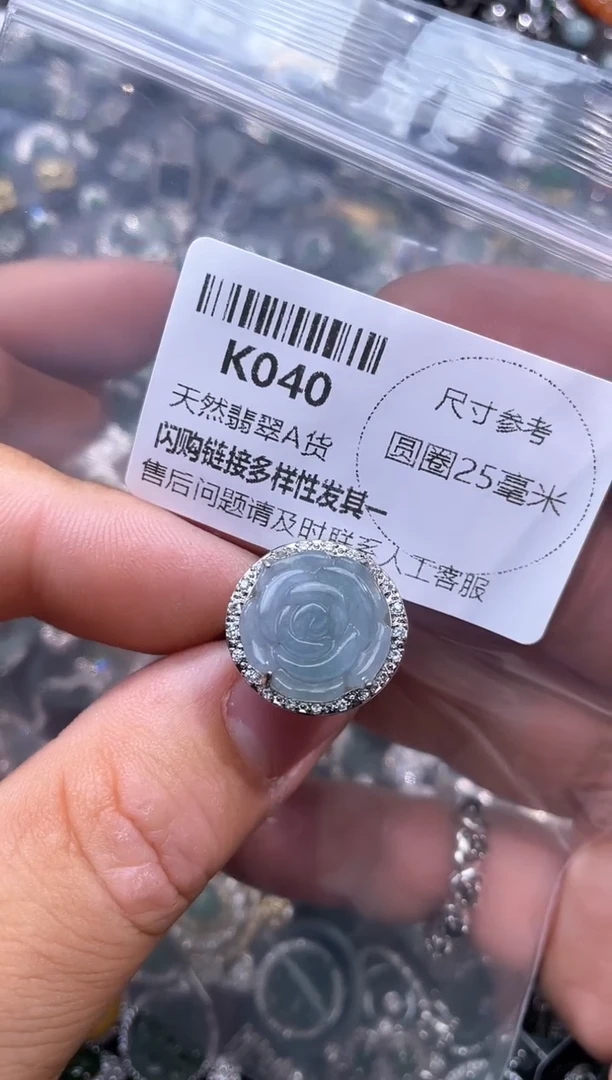 K040
天然翡翠A货
闪购链接多样性发其一
售后问题请及时联系人工客服
尺寸参考
圆圈25毫米